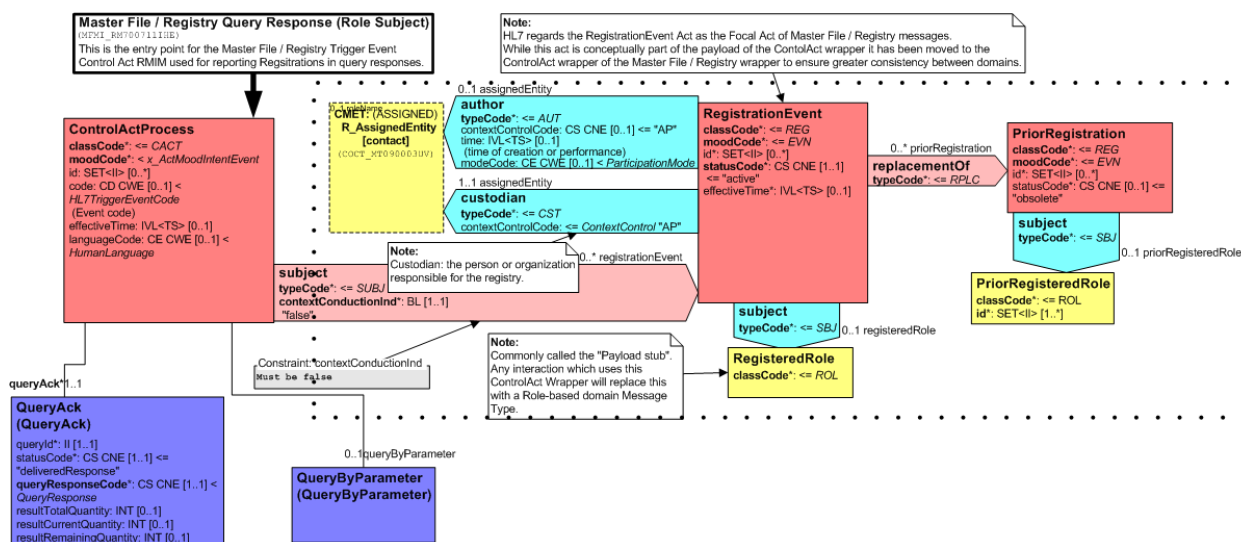 Master File / Registry Query Response (Role Subject)
(MFMI_RM700711IHE)
This is the entry point for the Master File / Registry Trigger Event
Control Act RMIM used for reporting Regsitrations in query responses.
Note:
HL7 regards the RegistrationEvent Act as the Focal Act of Master File / Registry messages.
While this act is conceptually part of the payload of the ContolAct wrapper it has been moved to the
ControlAct wrapper of the Master File / Registry wrapper to ensure greater consistency between domains.
ControlActProcess
classCode*: <= CACT
moodCode*: < x_ActMoodIntentEvent
id: SET<II> [0..*]
code: CD CWE [0..1] <
HL7TriggerEventCode
(Event code)
effectiveTime: IVL<TS> [0..1]
languageCode: CE CWE [0..1] <
HumanLanguage
CMET: (ASSIGNED)
R_AssignedEntity
[contact]
(COCT_MT090003UV)
0..1 assignedEntity
author
typeCode*: <= AUT
contextControlCode: CS CNE [0..1] <= "AP"
time: IVL<TS> [0..1]
(time of creation or performance)
modeCode: CE CWE [0..1] < ParticipationMode
1..1 assignedEntity
custodian
typeCode*: <= CST
contextControlCode: <= ContextControl "AP"
Note:
Custodian: the person or organization
responsible for the registry.
RegistrationEvent
classCode*: <= REG
moodCode*: <= EVN
id*: SET<II> [0..*]
statusCode*: CS CNE [1..1]
<= "active"
effectiveTime*: IVL<TS> [0..1]
0..* priorRegistration
replacementOf
typeCode*: <= RPLC
PriorRegistration
classCode*: <= REG
moodCode*: <= EVN
id*: SET<II> [0..*]
statusCode: CS CNE [0..1] <=
"obsolete"
subject
typeCode*: <= SBJ
0..1 priorRegisteredRole
PriorRegisteredRole
classCode*: <= ROL
id*: SET<II> [1..*]
0..* registrationEvent
subject
typeCode*: <= SUBJ
contextConductionInd*: BL [1..1]
"false"
subject
typeCode*: <= SBJ
0..1 registeredRole
RegisteredRole
classCode*: <= ROL
Note:
Commonly called the "Payload stub".
Any interaction which uses this
ControlAct Wrapper will replace this
with a Role-based domain Message
Type.
Constraint: contextConductionInd
Must be false
queryAck* 1..1
QueryAck
(QueryAck)
queryId*: II [1..1]
statusCode*: CS CNE [1..1] <=
"deliveredResponse"
queryResponseCode*: CS CNE [1..1] <
QueryResponse
resultTotalQuantity: INT [0..1]
resultCurrentQuantity: INT [0..1]
resultRemainingQuantity: INT [0..1]
0..1queryByParameter
QueryByParameter
(QueryByParameter)